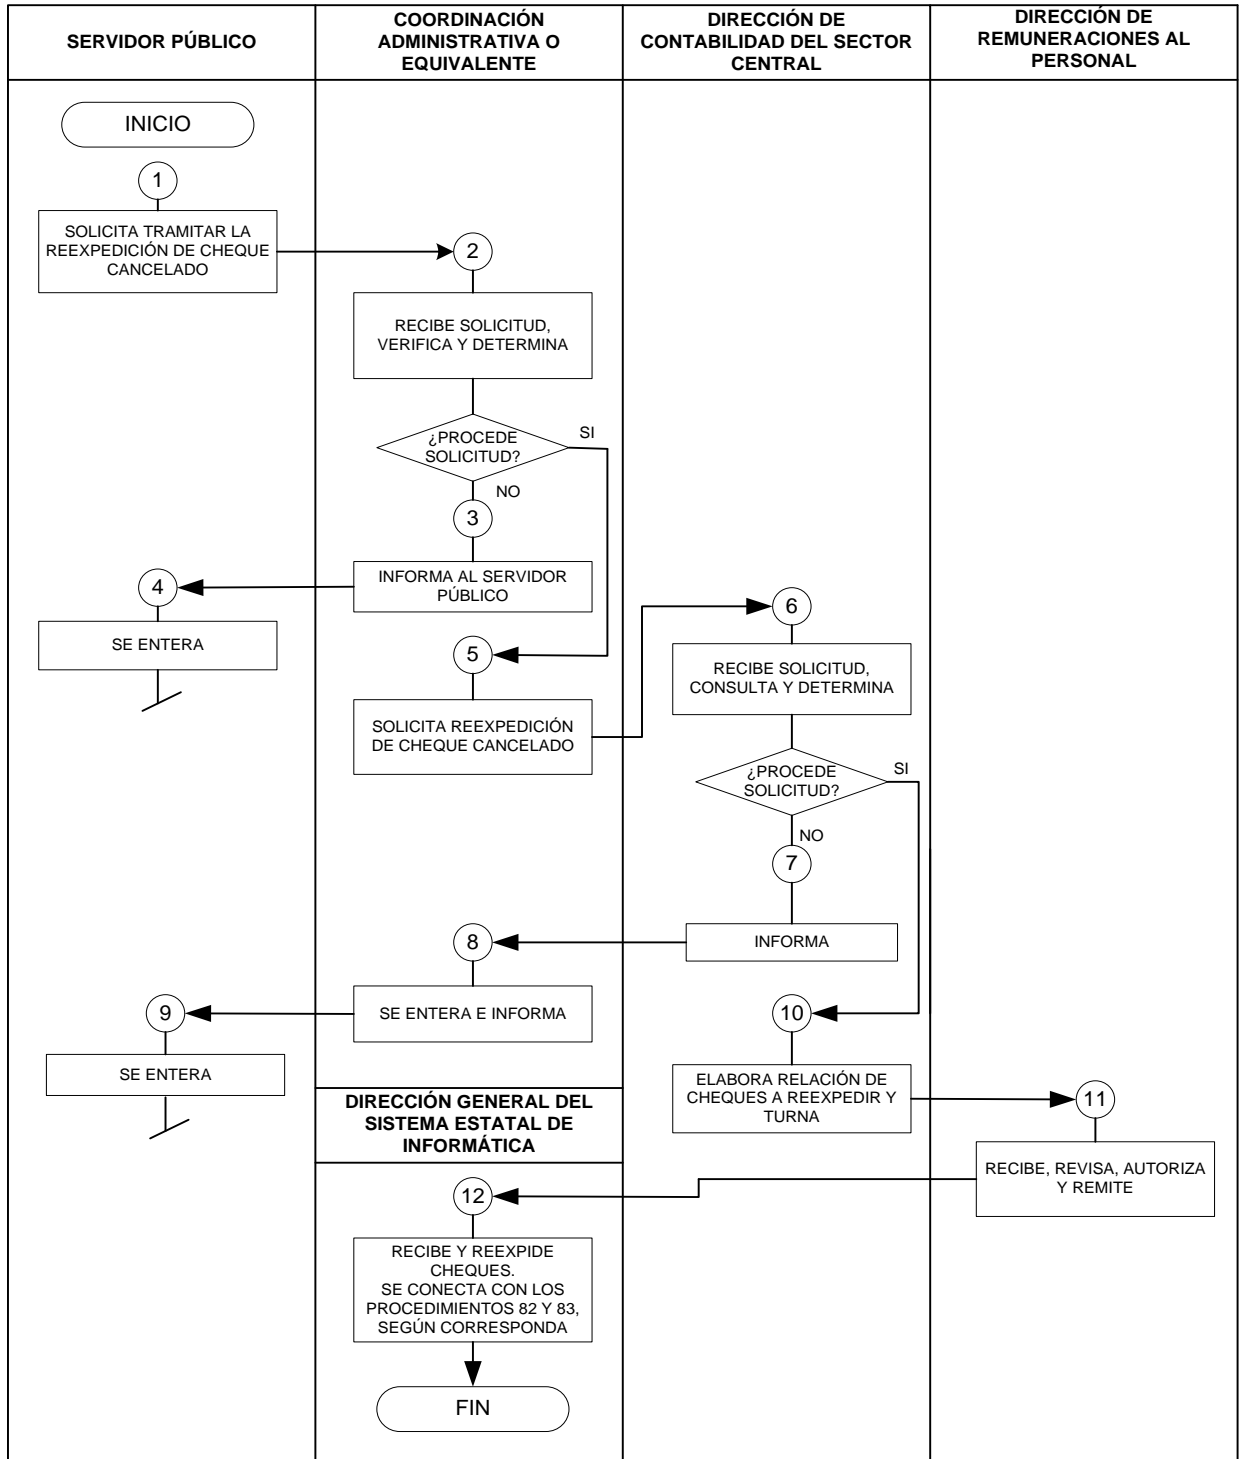 SERVIDOR PÚBLICO
COORDINACIÓN
ADMINISTRATIVA O
EQUIVALENTE
DIRECCIÓN DE
CONTABILIDAD DEL SECTOR
CENTRAL
DIRECCIÓN DE
REMUNERACIONES AL
PERSONAL
INICIO
1
SOLICITA TRAMITAR LA
REEXPEDICIÓN DE CHEQUE
CANCELADO
2
RECIBE SOLICITUD,
VERIFICA Y DETERMINA
¿PROCEDE
SOLICITUD?
SI
NO
3
INFORMA AL SERVIDOR
PÚBLICO
4
SE ENTERA
5
SOLICITA REEXPEDICIÓN
DE CHEQUE CANCELADO
6
RECIBE SOLICITUD,
CONSULTA Y DETERMINA
¿PROCEDE
SOLICITUD?
SI
NO
7
INFORMA
8
SE ENTERA E INFORMA
9
SE ENTERA
10
ELABORA RELACIÓN DE
CHEQUES A REEXPEDIR Y
TURNA
11
RECIBE, REVISA, AUTORIZA
Y REMITE
DIRECCIÓN GENERAL DEL
SISTEMA ESTATAL DE
INFORMÁTICA
12
RECIBE Y REEXPIDE
CHEQUES.
SE CONECTA CON LOS
PROCEDIMIENTOS 82 Y 83,
SEGÚN CORRESPONDA
FIN